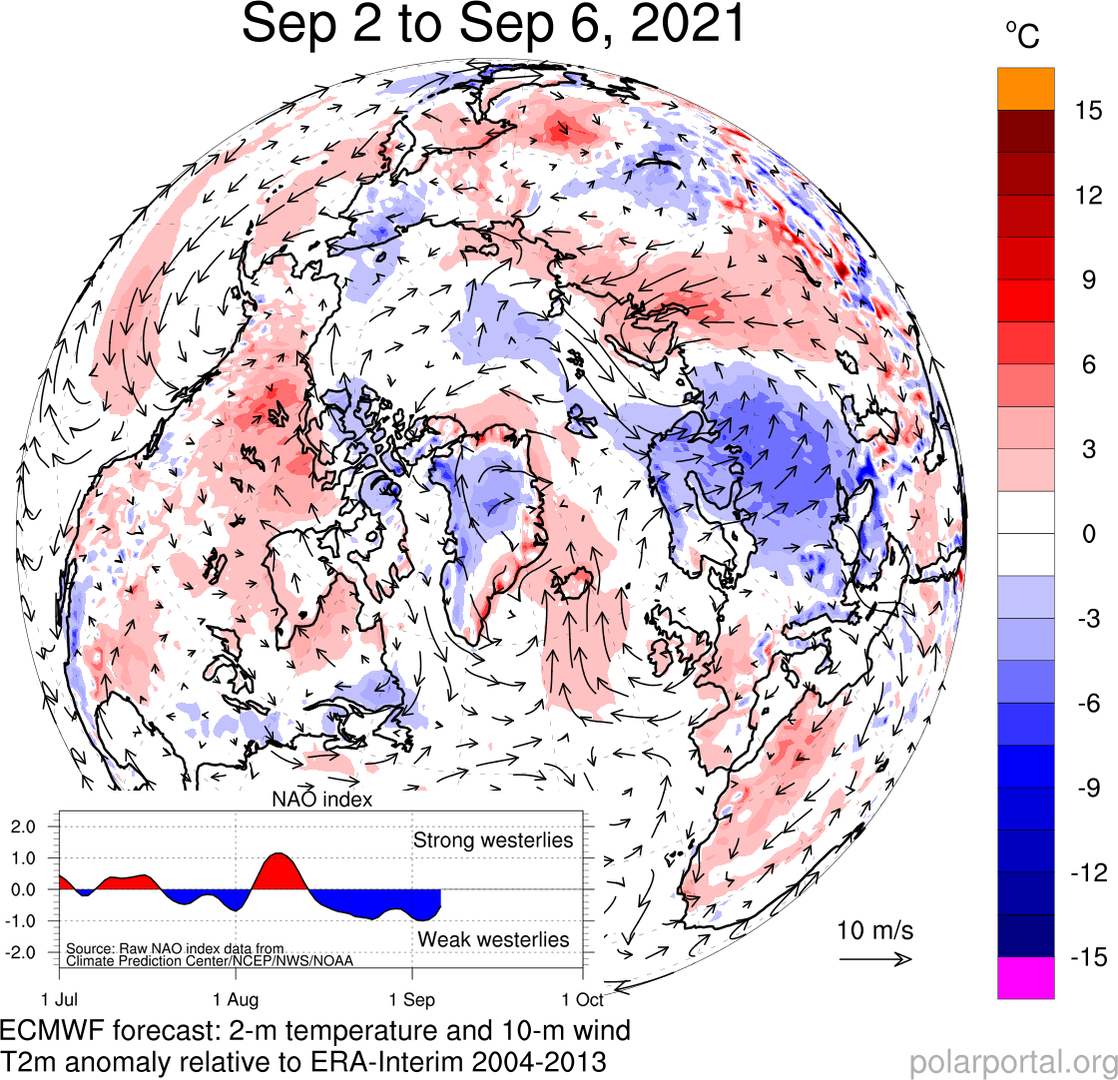 Sep 2 to Sep 6, 2021
ºC
15
12
9
6
3
0
-3
-6
-9
-12
-15
10 m/s
NAO index
2.0
1.0
0.0
-1.0
-2.0
Strong westerlies
Weak westerlies
Source: Raw NAO index data from
Climate Prediction Center/NCEP/NWS/NOAA
1 Jul
1 Aug
1 Sep
1 Oct
ECMWF forecast: 2-m temperature and 10-m wind
T2m anomaly relative to ERA-Interim 2004-2013
polarportal.org